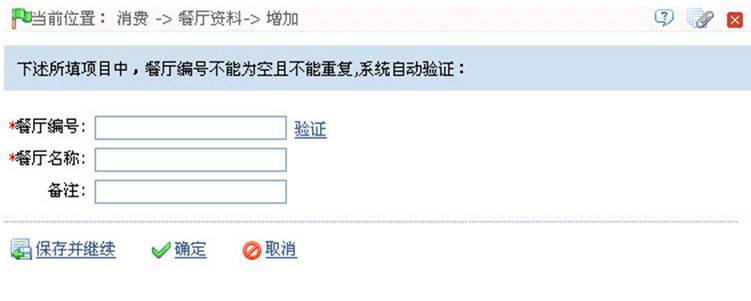 当前位置： 消费 -> 餐厅资料-> 增加
下述所填项目中，餐厅编号不能为空且不能重复,系统自动验证：
*餐厅编号: 验证
*餐厅名称:
备注:
保存并继续 确定 取消